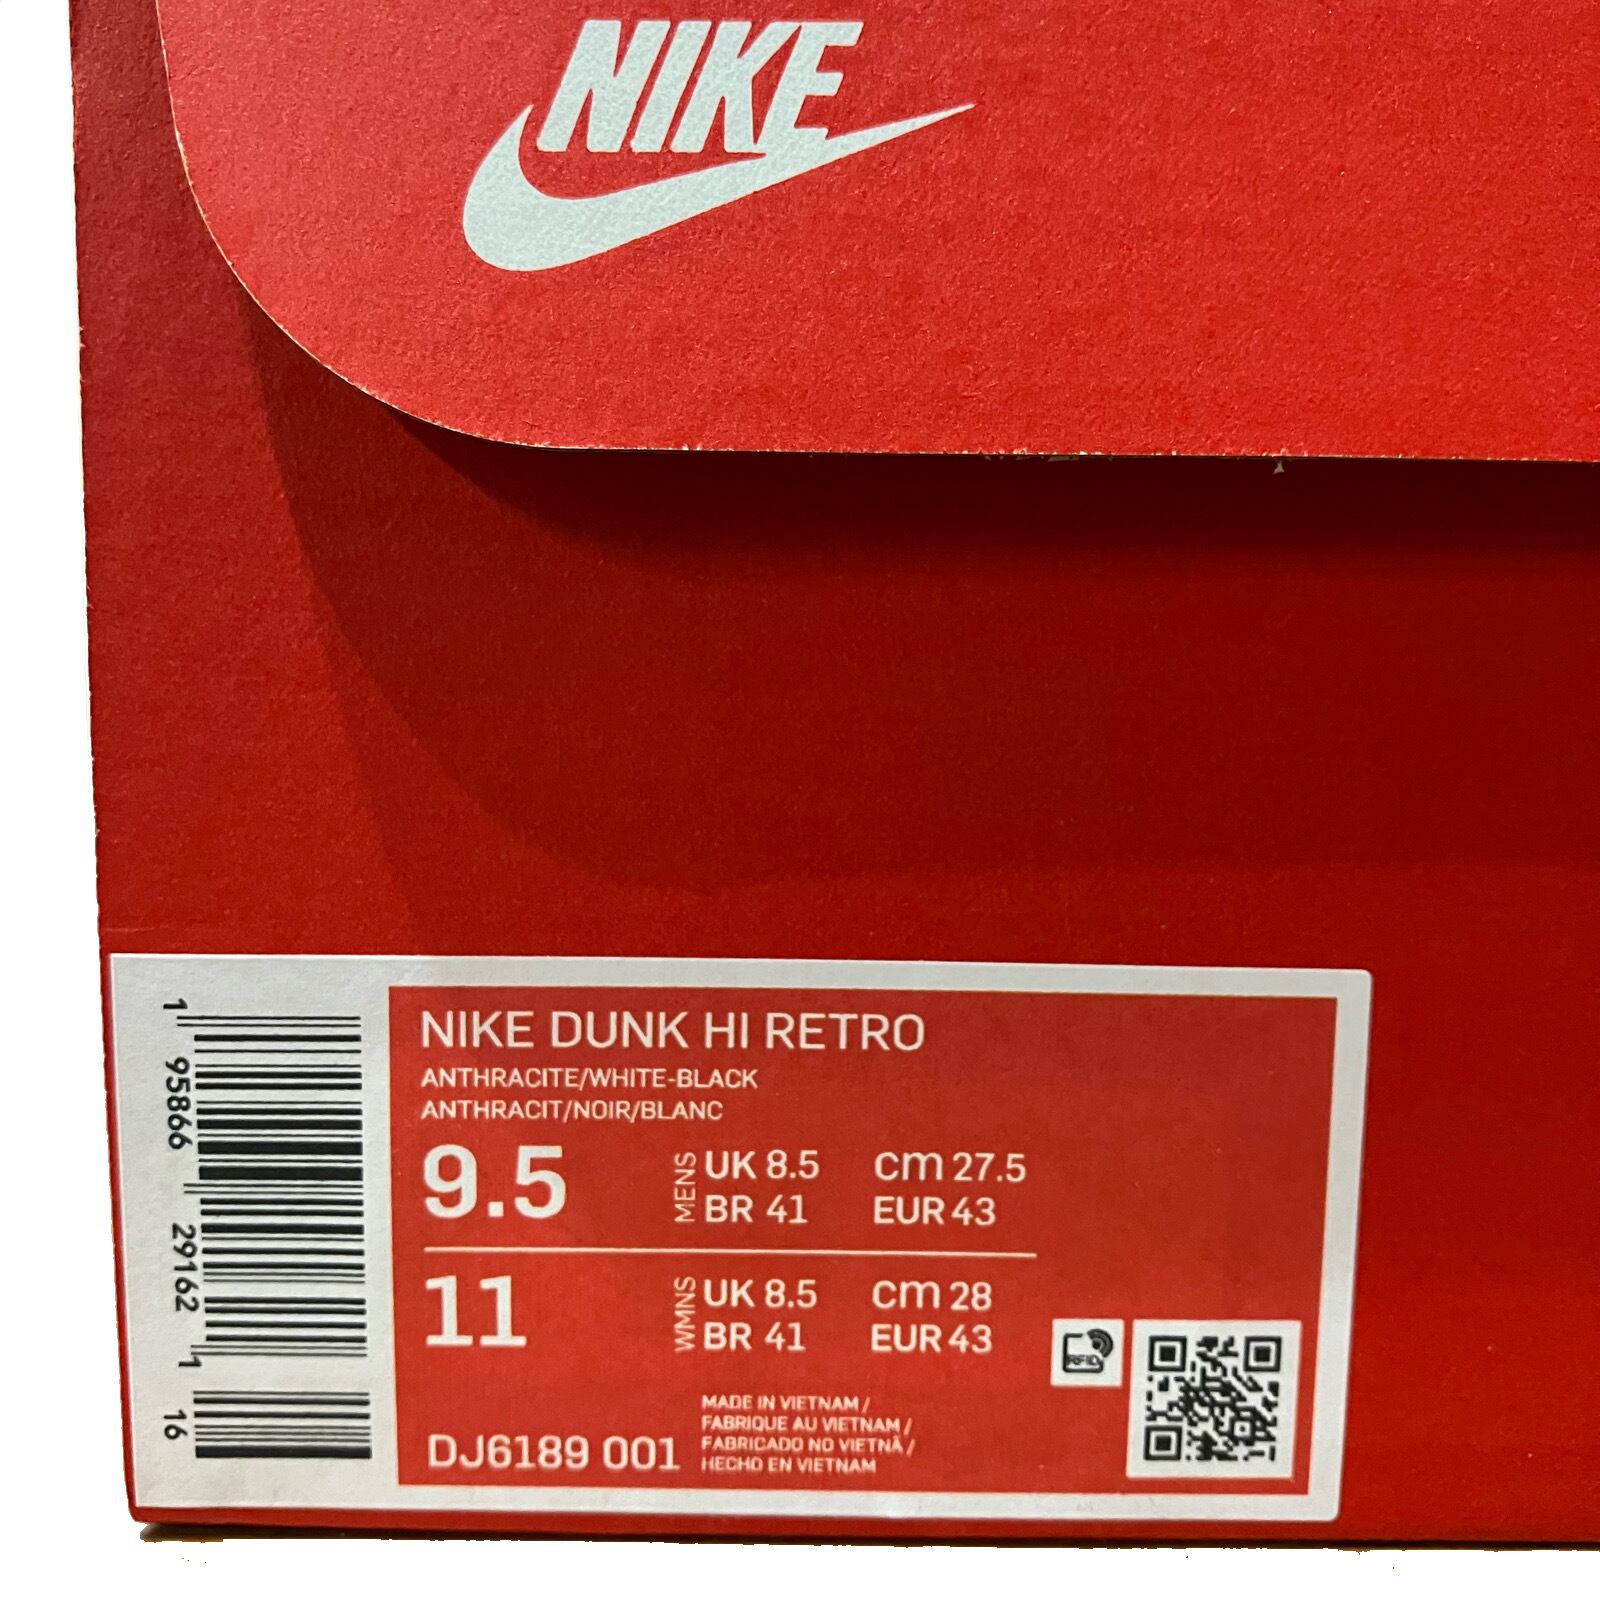 NIKE
NIKE DUNK HI RETRO
ANTHRACITE/WHITE-BLACK
ANTHRACIT/NOIR/BLANC
9.5 MENS UK 8.5 cm 27.5
BR 41 EUR 43
11 WMNS UK 8.5 cm 28
BR 41 EUR 43
MADE IN VIETNAM /
FABRIQUE AU VIETNAM /
FABRICADO NO VIETNÃ /
HECHO EN VIETNAM
DJ6189 001
RFID
1 95866 29162 1 16